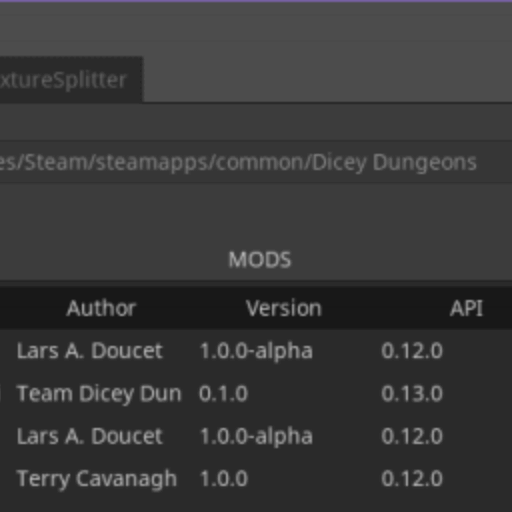 xtureSplitter
es/Steam/steamapps/common/Dicey Dungeons
MODS
Author Version API
Lars A. Doucet 1.0.0-alpha 0.12.0
Team Dicey Dun 0.1.0 0.13.0
Lars A. Doucet 1.0.0-alpha 0.12.0
Terry Cavanagh 1.0.0 0.12.0